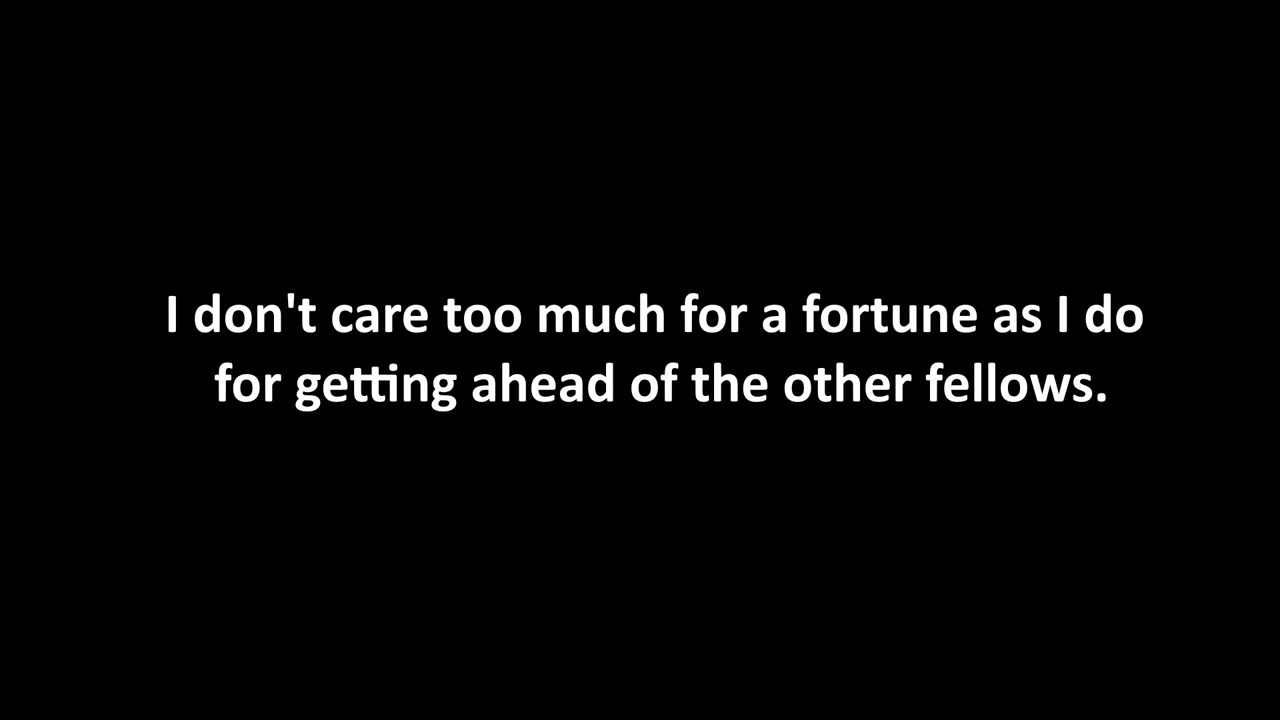 I don't care too much for a fortune as I do
for getting ahead of the other fellows.